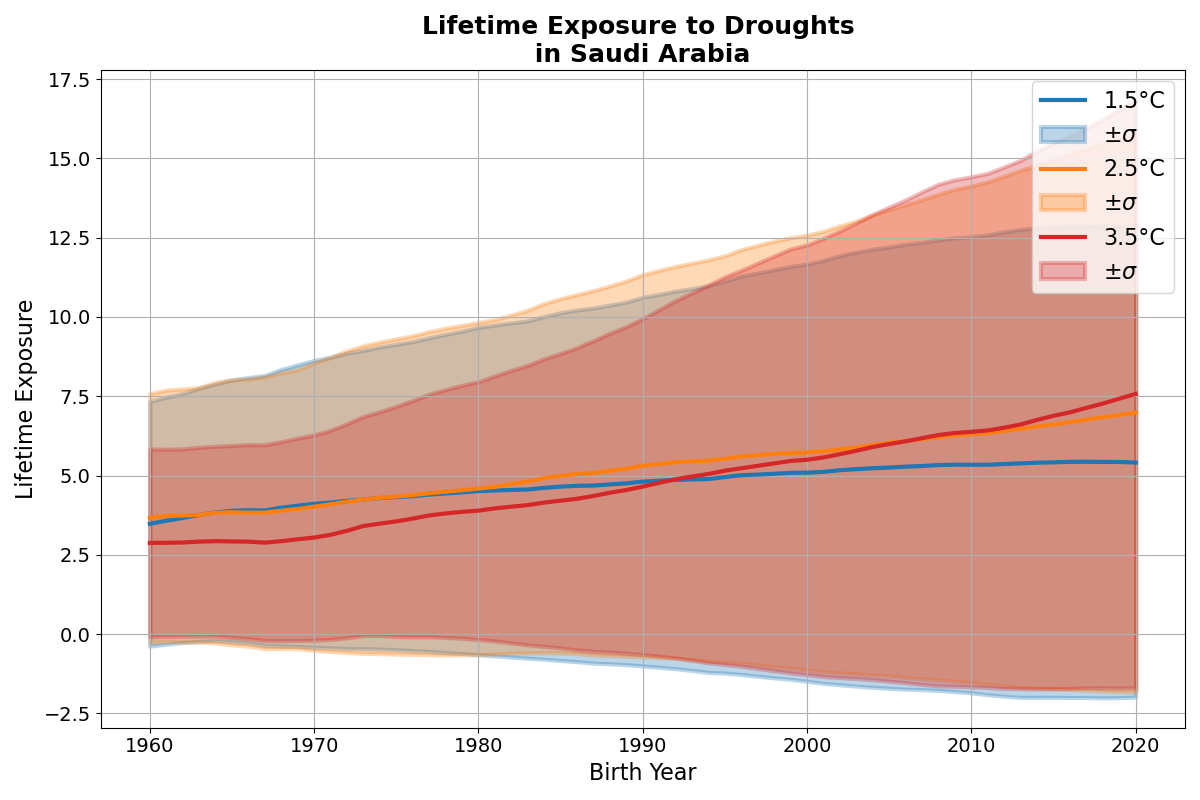 Lifetime Exposure to Droughts
in Saudi Arabia
17.5
15.0
12.5
10.0
7.5
5.0
2.5
0.0
−2.5
Lifetime Exposure
1.5°C
±σ
2.5°C
±σ
3.5°C
±σ
1960 1970 1980 1990 2000 2010 2020
Birth Year